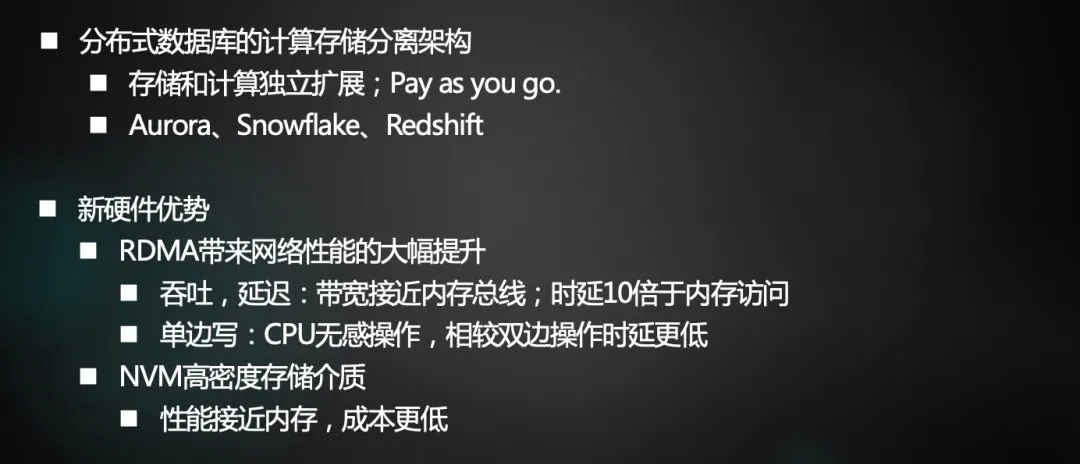 分布式数据库的计算存储分离架构
存储和计算独立扩展；Pay as you go.
Aurora、Snowflake、Redshift
新硬件优势
RDMA带来网络性能的大幅提升
吞吐，延迟：带宽接近内存总线；时延10倍于内存访问
单边写：CPU无感操作，相较双边操作时延更低
NVM高密度存储介质
性能接近内存，成本更低